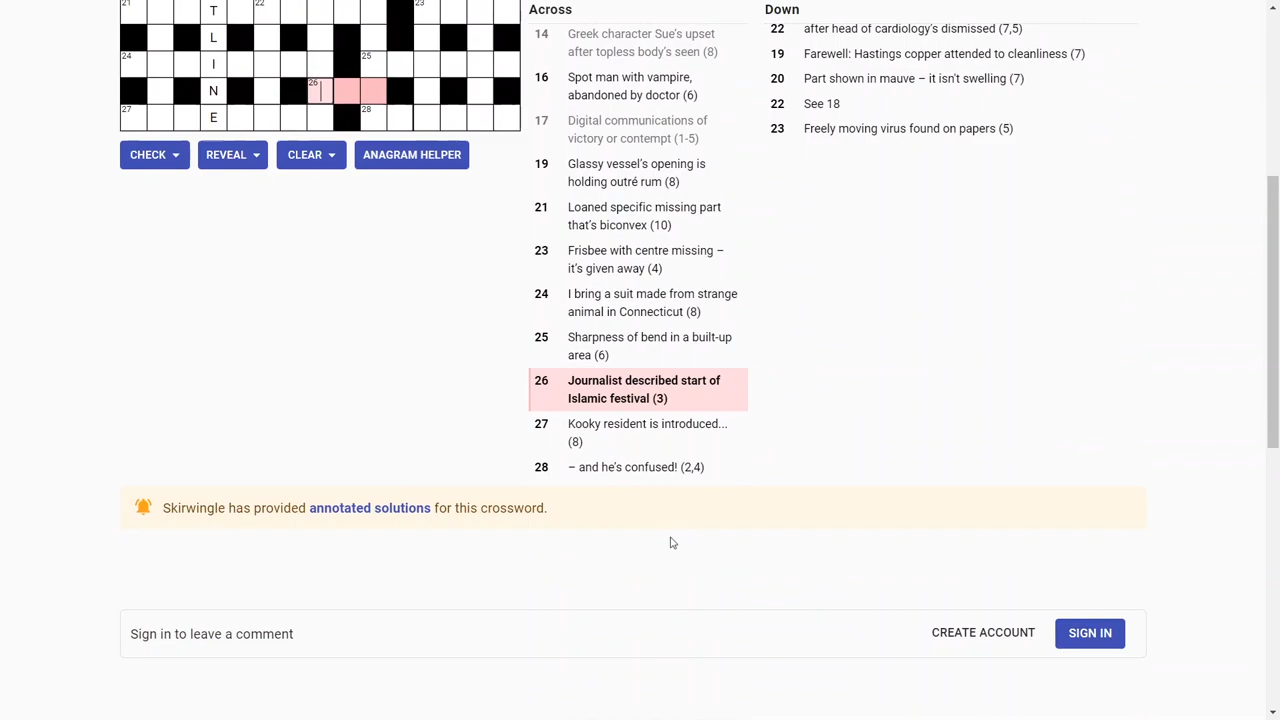 21
T
22
23
L
24
I
25
N
26
27
E
28
CHECK
REVEAL
CLEAR
ANAGRAM HELPER
Across
14 Greek character Sue's upset
after topless body's seen (8)
16 Spot man with vampire,
abandoned by doctor (6)
17 Digital communications of
victory or contempt (1-5)
19 Glassy vessel's opening is
holding outré rum (8)
21 Loaned specific missing part
that's biconvex (10)
23 Frisbee with centre missing –
it's given away (4)
24 I bring a suit made from strange
animal in Connecticut (8)
25 Sharpness of bend in a built-up
area (6)
26 Journalist described start of
Islamic festival (3)
27 Kooky resident is introduced...
(8)
28 – and he's confused! (2,4)
Down
22 after head of cardiology's dismissed (7,5)
19 Farewell: Hastings copper attended to cleanliness (7)
20 Part shown in mauve – it isn't swelling (7)
22 See 18
23 Freely moving virus found on papers (5)
Skirwingle has provided annotated solutions for this crossword.
Sign in to leave a comment
CREATE ACCOUNT
SIGN IN